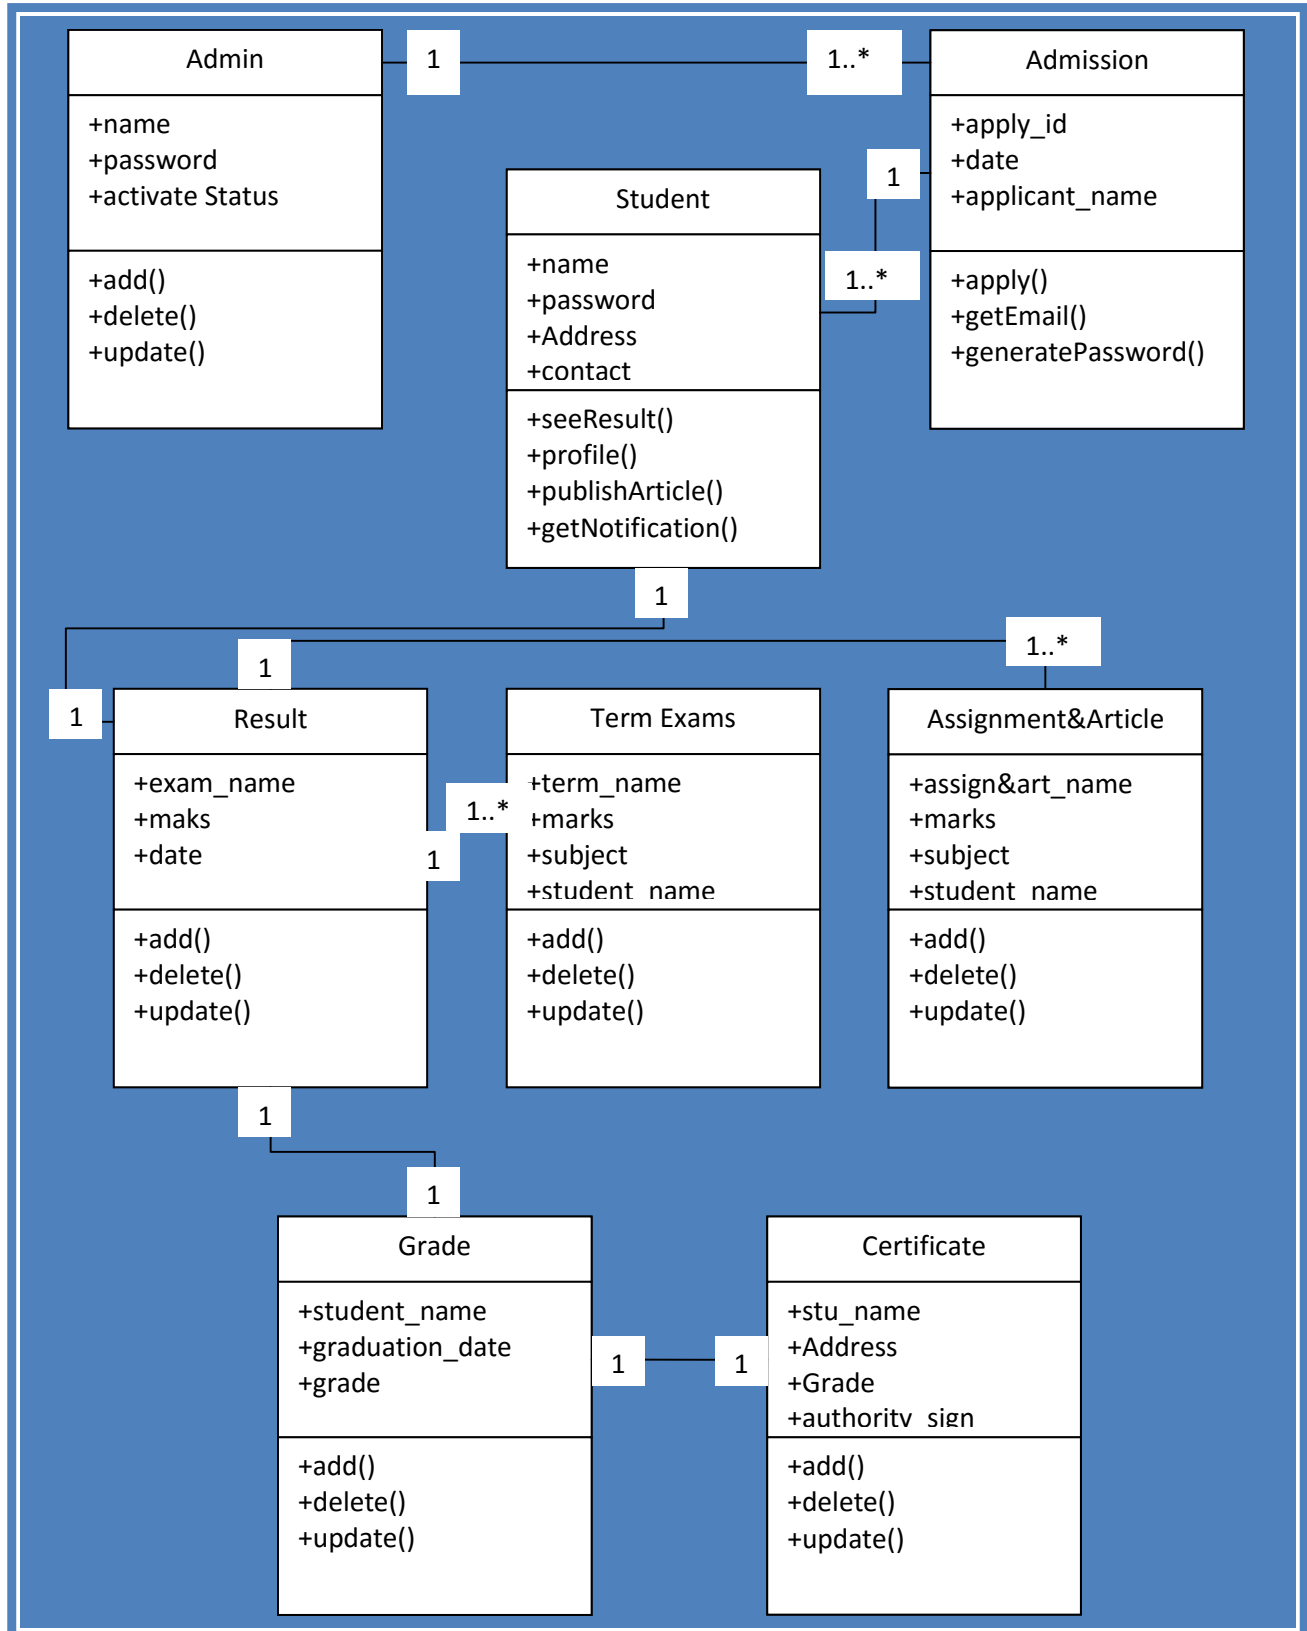 Admin
+name
+password
+activate Status
+add()
+delete()
+update()
1
1..*
Admission
+apply_id
+date
+applicant_name
+apply()
+getEmail()
+generatePassword()
1
1..*
Student
+name
+password
+Address
+contact
+seeResult()
+profile()
+publishArticle()
+getNotification()
1
1
1
1..*
Result
+exam_name
+maks
+date
+add()
+delete()
+update()
1
1..*
Term Exams
+term_name
+marks
+subject
+student_name
+add()
+delete()
+update()
Assignment&Article
+assign&art_name
+marks
+subject
+student_name
+add()
+delete()
+update()
1
1
Grade
+student_name
+graduation_date
+grade
+add()
+delete()
+update()
1
1
Certificate
+stu_name
+Address
+Grade
+authority_sign
+add()
+delete()
+update()